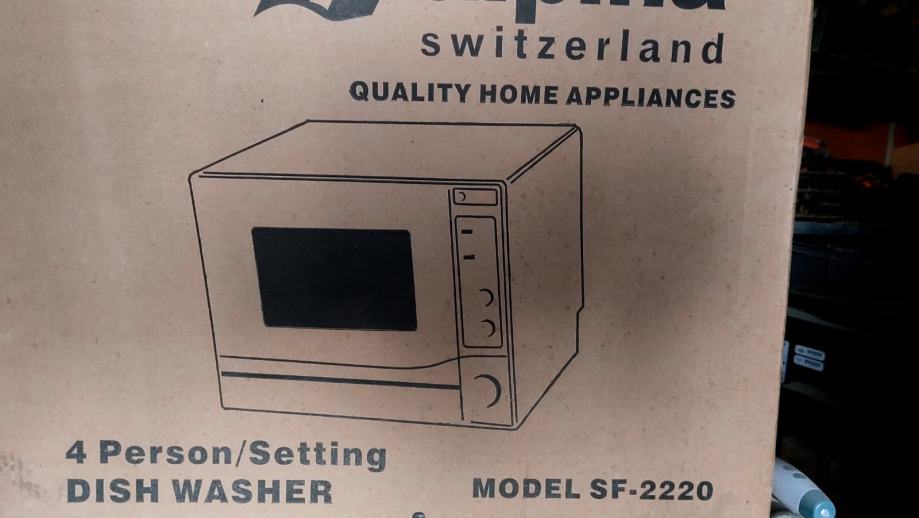 switzerland
QUALITY HOME APPLIANCES
4 Person/Setting
DISH WASHER
MODEL SF-2220